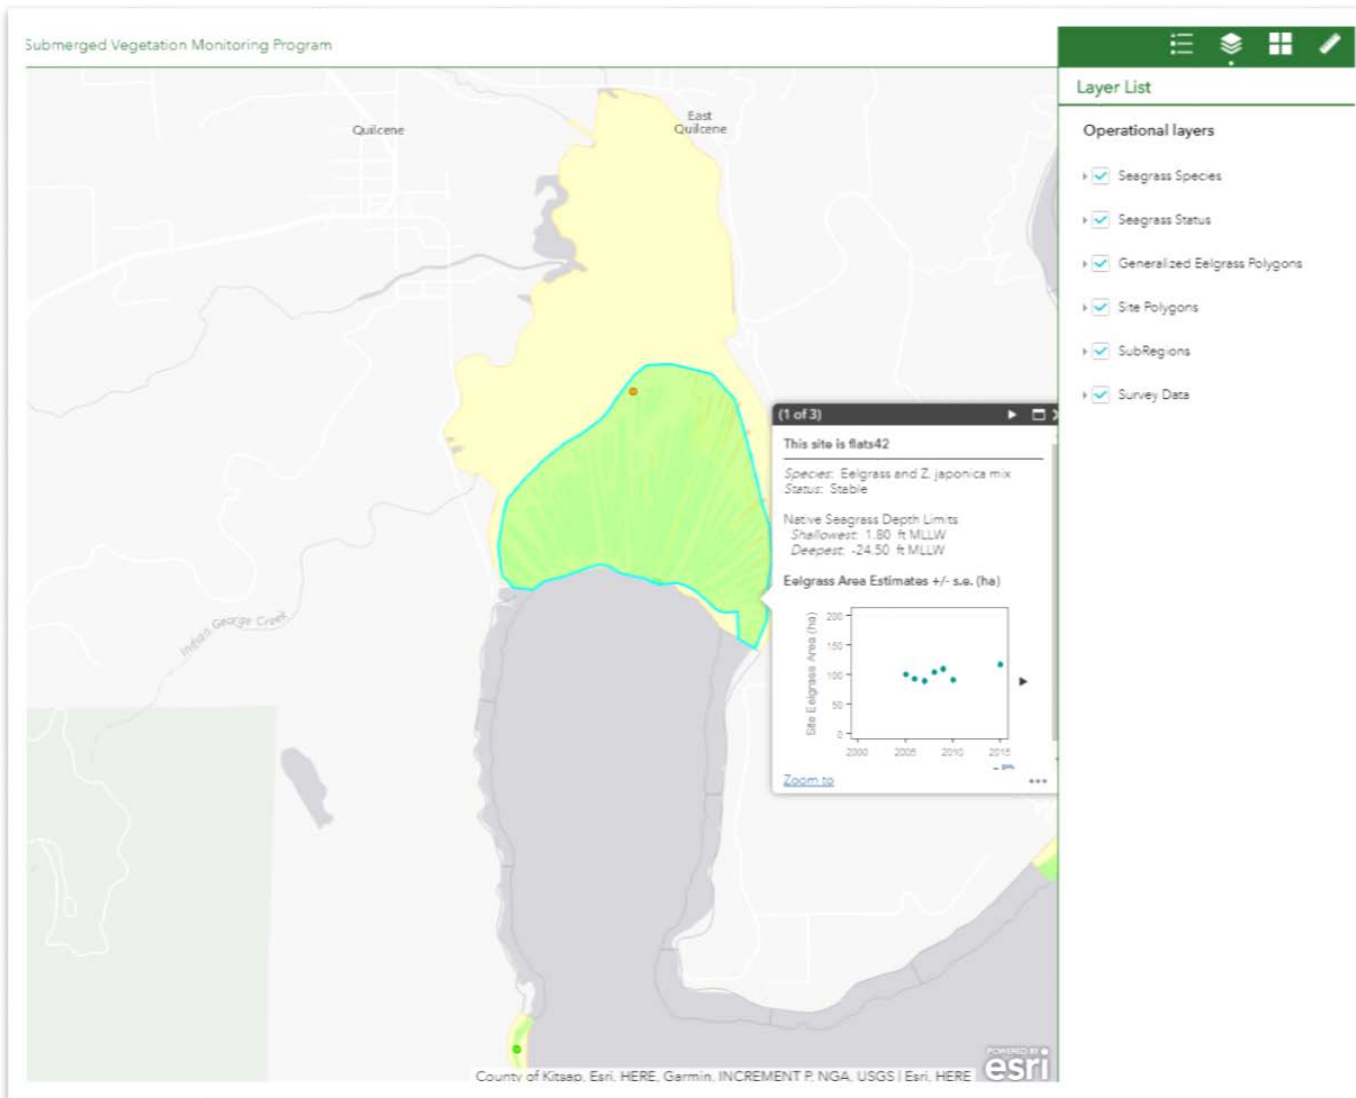 Submerged Vegetation Monitoring Program
Layer List
Operational layers
Seagrass Species
Seagrass Status
Generalized Eelgrass Polygons
Site Polygons
SubRegions
Survey Data
Quilcene
East
Quilcene
Indian George Creek
(1 of 3)
This site is flats42
Species: Eelgrass and Z. japonica mix
Status: Stable
Native Seagrass Depth Limits
Shallowest: 1.80 ft MLLW
Deepest: -24.50 ft MLLW
Eelgrass Area Estimates +/- s.e. (ha)
Site Eelgrass Area (ha)
200
150
100
50
0
2000 2005 2010 2015
Zoom to
County of Kitsap, Esri, HERE, Garmin, INCREMENT P, NGA, USGS | Esri, HERE
POWERED BY
esri